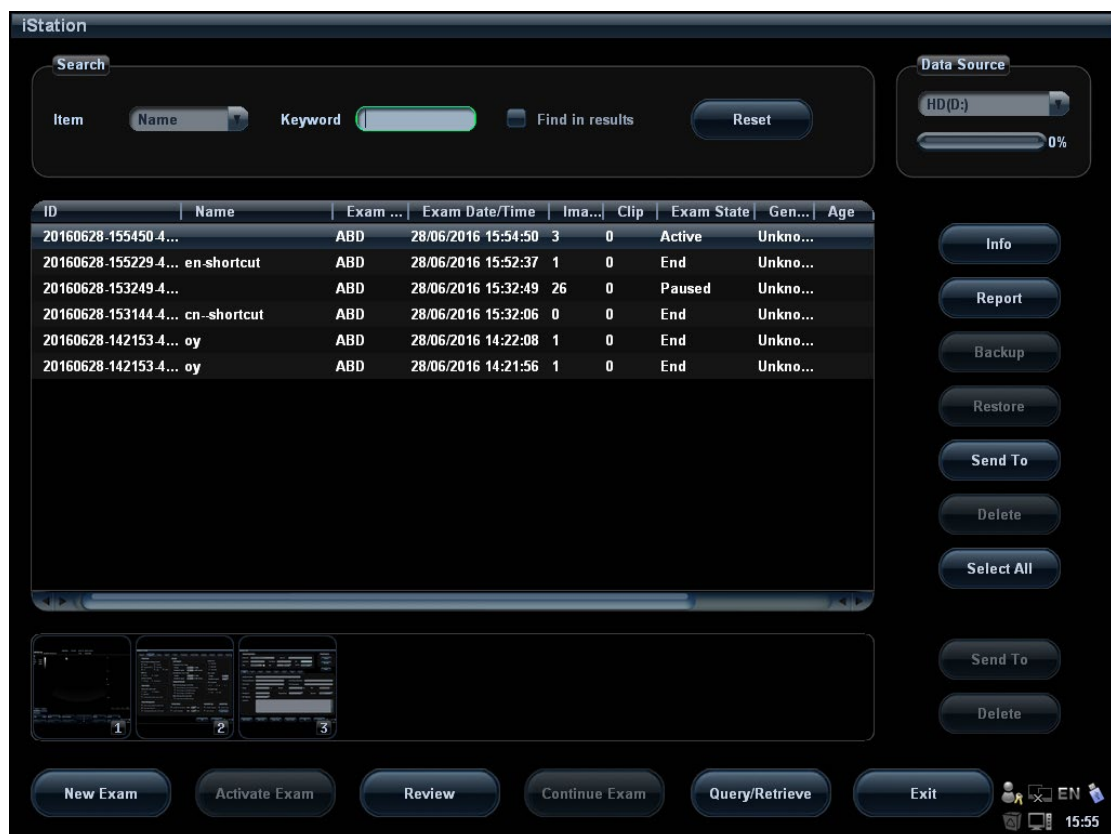 iStation
Search
Data Source
Item Name Keyword Find in results Reset
HD(D:)
0%
ID Name Exam ... Exam Date/Time Ima... Clip Exam State Gen... Age
20160628-155450-4... ABD 28/06/2016 15:54:50 3 0 Active Unkno...
20160628-155229-4... en-shortcut ABD 28/06/2016 15:52:37 1 0 End Unkno...
20160628-153249-4... ABD 28/06/2016 15:32:49 26 0 Paused Unkno...
20160628-153144-4... cn--shortcut ABD 28/06/2016 15:32:06 0 0 End Unkno...
20160628-142153-4... oy ABD 28/06/2016 14:22:08 1 0 End Unkno...
20160628-142153-4... oy ABD 28/06/2016 14:21:56 1 0 End Unkno...
Info
Report
Backup
Restore
Send To
Delete
Select All
1 2 3
Send To
Delete
New Exam Activate Exam Review Continue Exam Query/Retrieve Exit EN
15:55